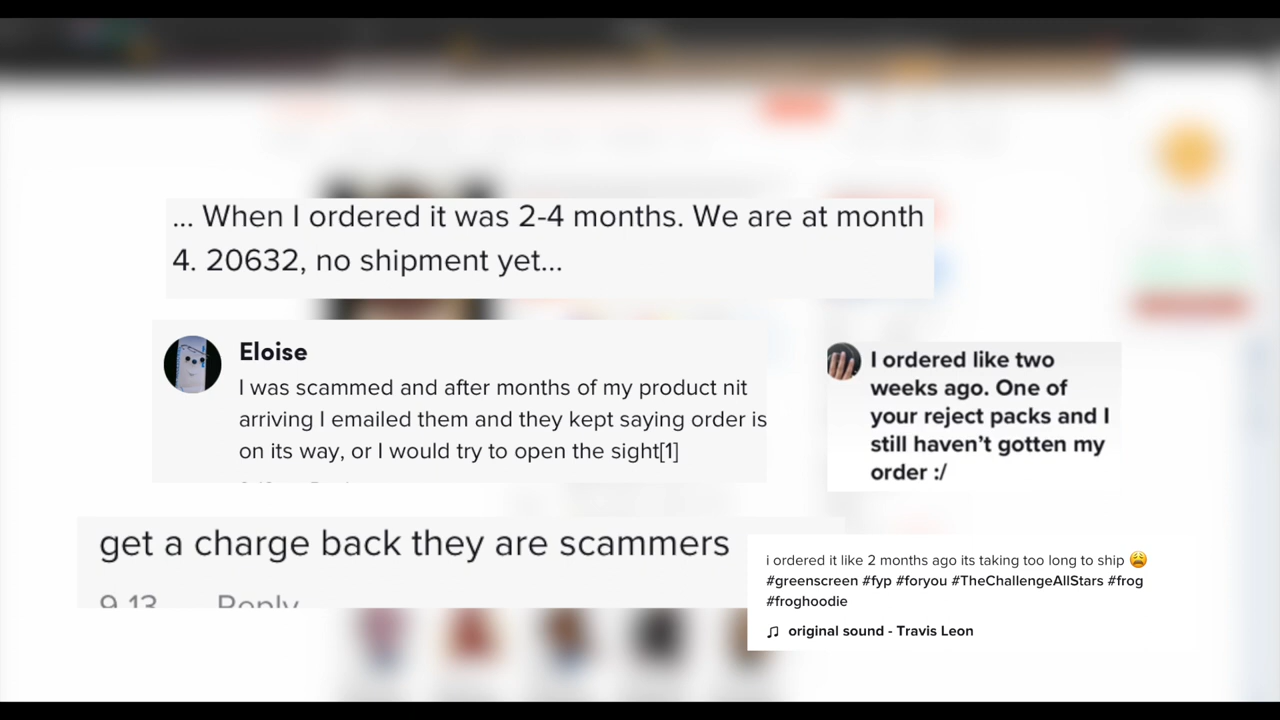 ... When I ordered it was 2-4 months. We are at month
4. 20632, no shipment yet...
Eloise
I was scammed and after months of my product nit
arriving I emailed them and they kept saying order is
on its way, or I would try to open the sight[1]
I ordered like two
weeks ago. One of
your reject packs and I
still haven't gotten my
order :/
get a charge back they are scammers
9-13 Reply
i ordered it like 2 months ago its taking too long to ship 😩
#greenscreen #fyp #foryou #TheChallengeAllStars #frog
#froghoodie
♫ original sound - Travis Leon